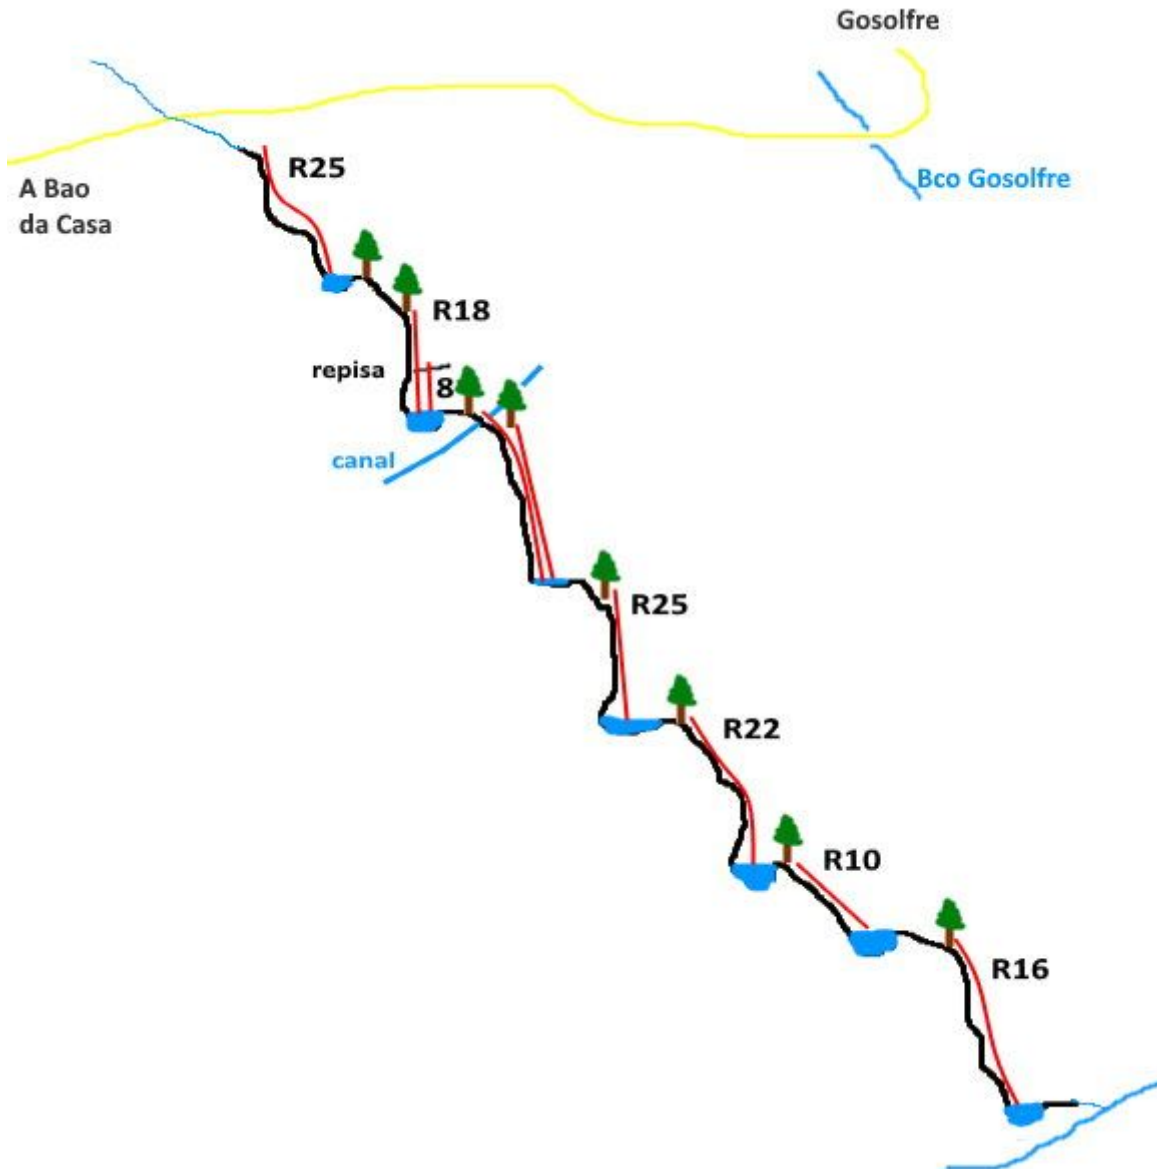 Gosolfre
R25
Bco Gosolfre
A Bao
da Casa
R18
repisa
8
canal
R25
R22
R10
R16